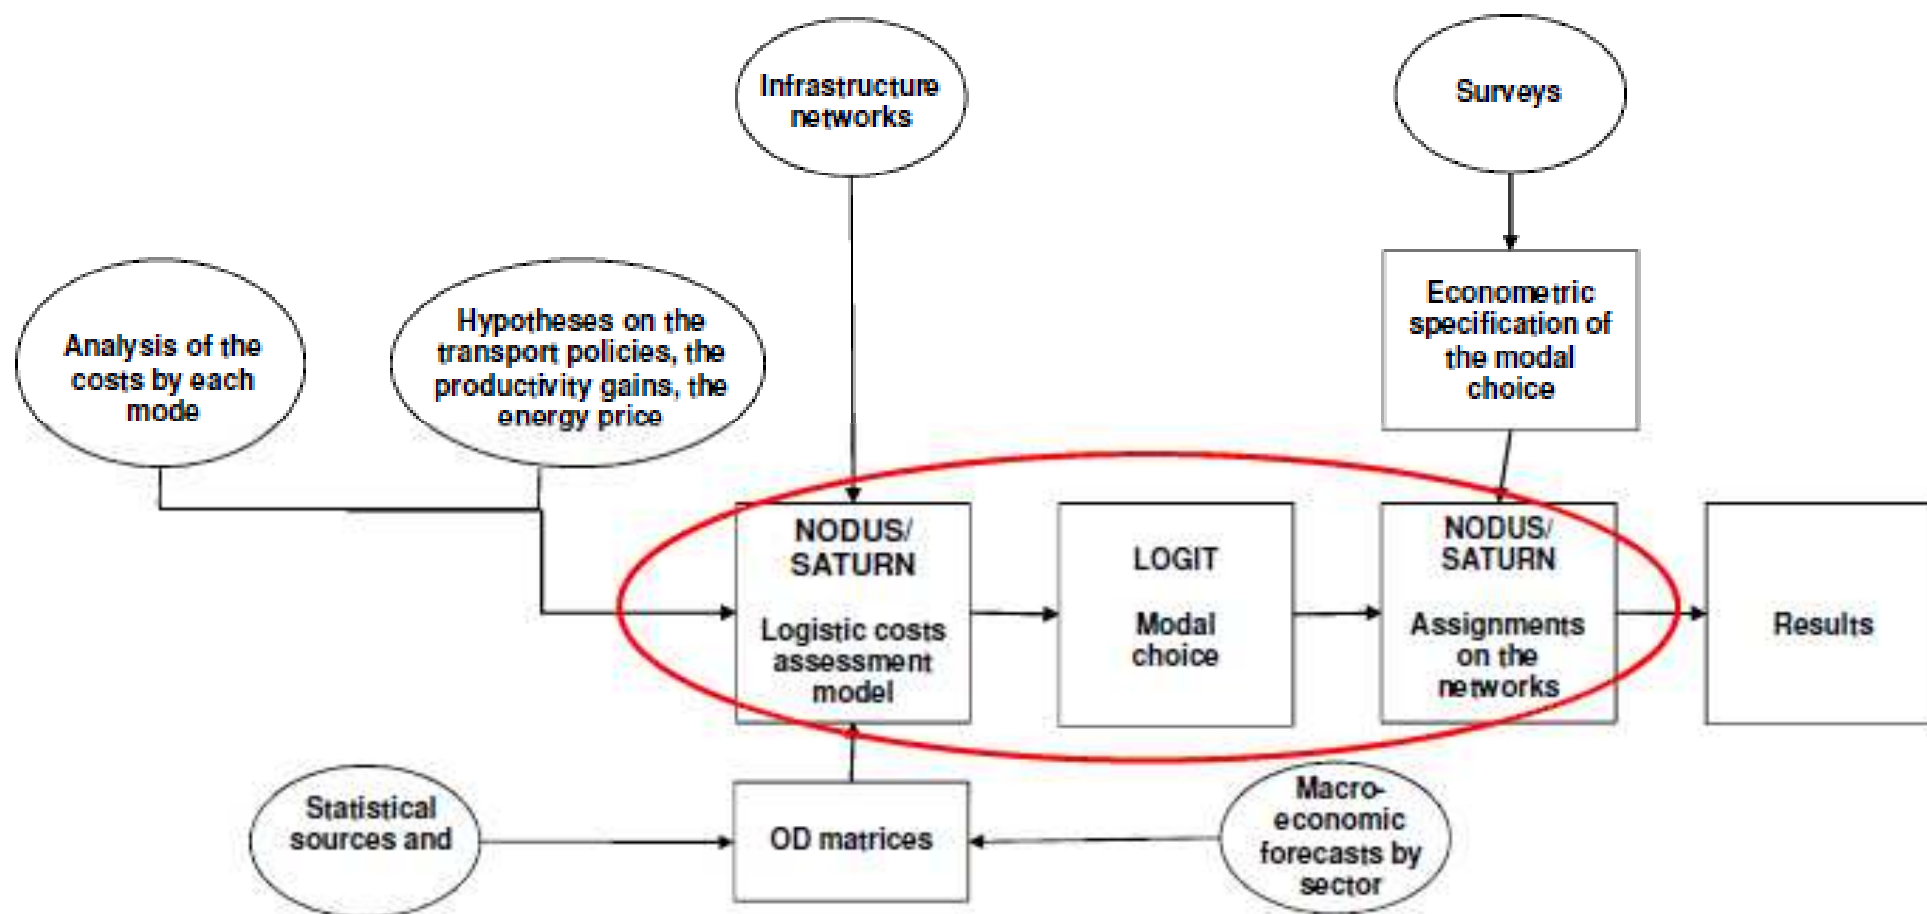 Infrastructure
networks
Surveys
Analysis of the
costs by each
mode
Hypotheses on the
transport policies, the
productivity gains, the
energy price
Econometric
specification of
the modal
choice
NODUS/
SATURN
Logistic costs
assessment
model
LOGIT
Modal
choice
NODUS/
SATURN
Assignments
on the
networks
Results
Statistical
sources and
OD matrices
Macro-
economic
forecasts by
sector